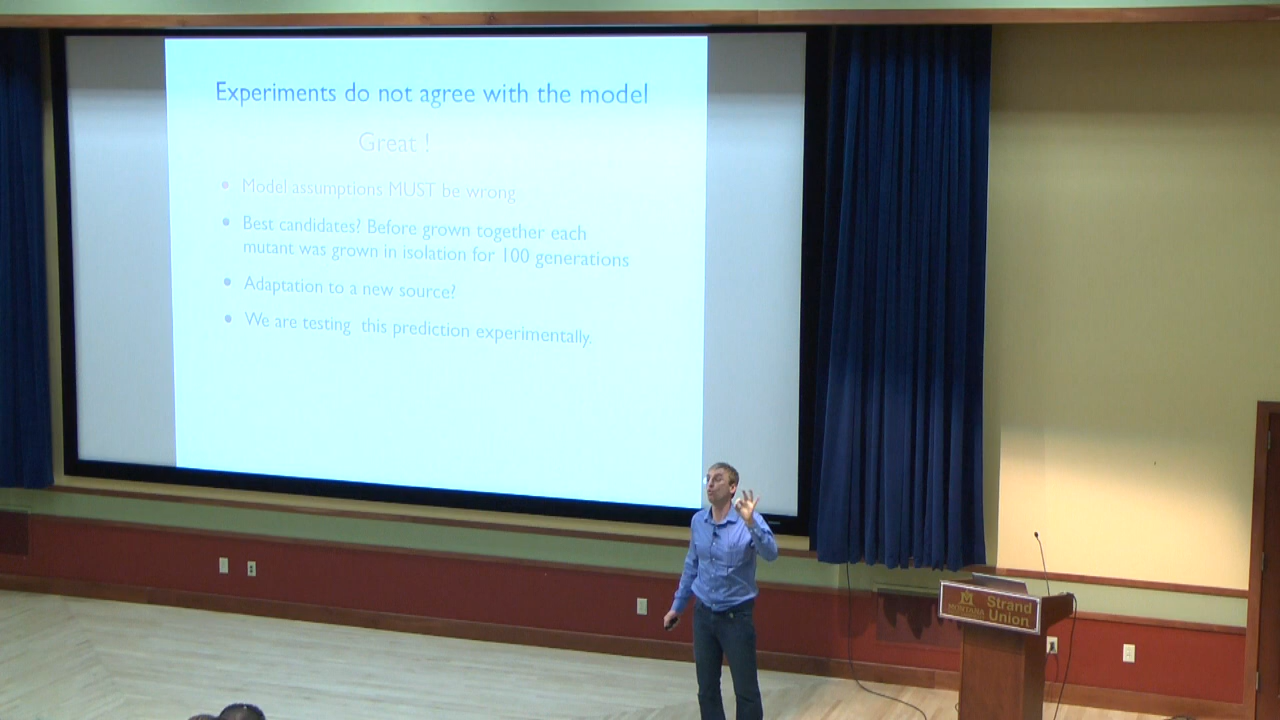 Experiments do not agree with the model
Great !
• Model assumptions MUST be wrong
• Best candidates? Before grown together each
mutant was grown in isolation for 100 generations
• Adaptation to a new source?
• We are testing this prediction experimentally.
M
MONTANA
Strand
Union